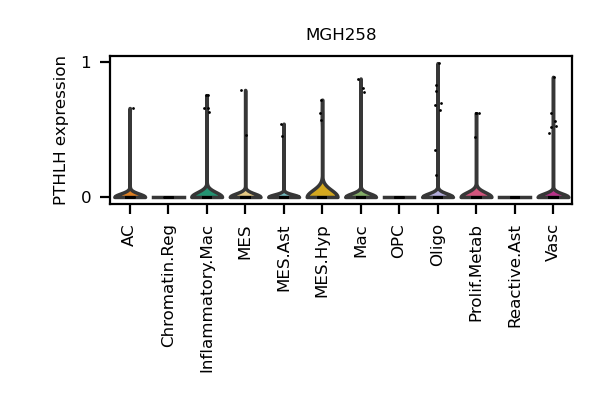 MGH258
PTHLH expression
1
0
AC
Chromatin.Reg
Inflammatory.Mac
MES
MES.Ast
MES.Hyp
Mac
OPC
Oligo
Prolif.Metab
Reactive.Ast
Vasc